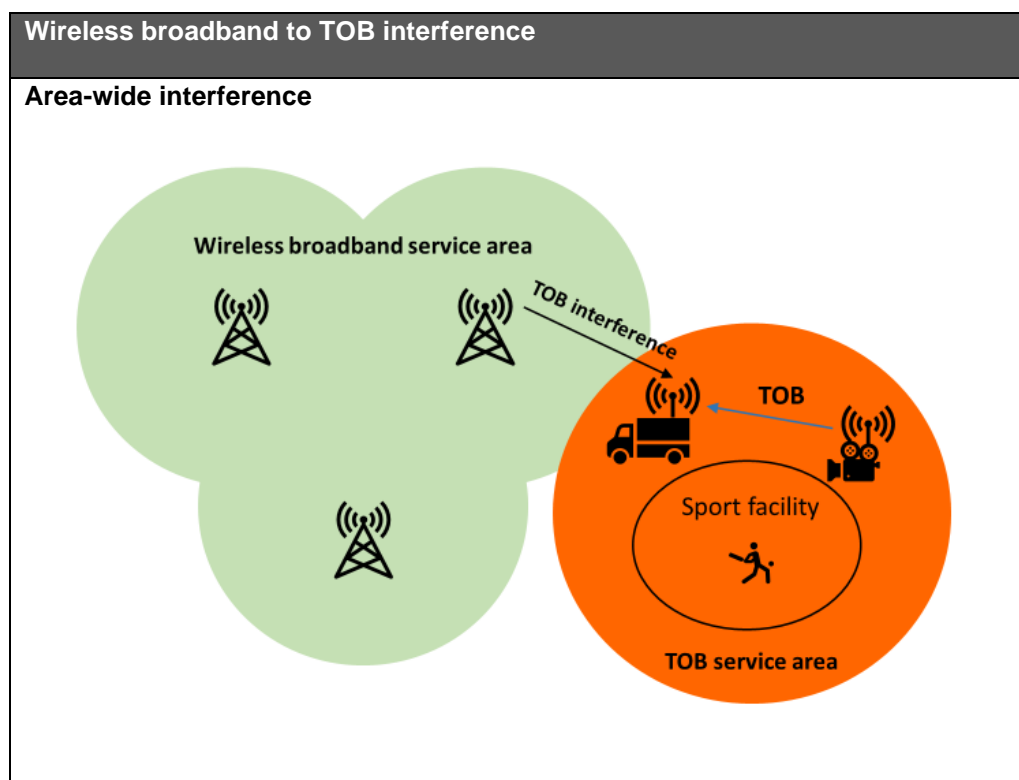 Wireless broadband to TOB interference
Area-wide interference
Wireless broadband service area
TOB interference
TOB
Sport facility
TOB service area